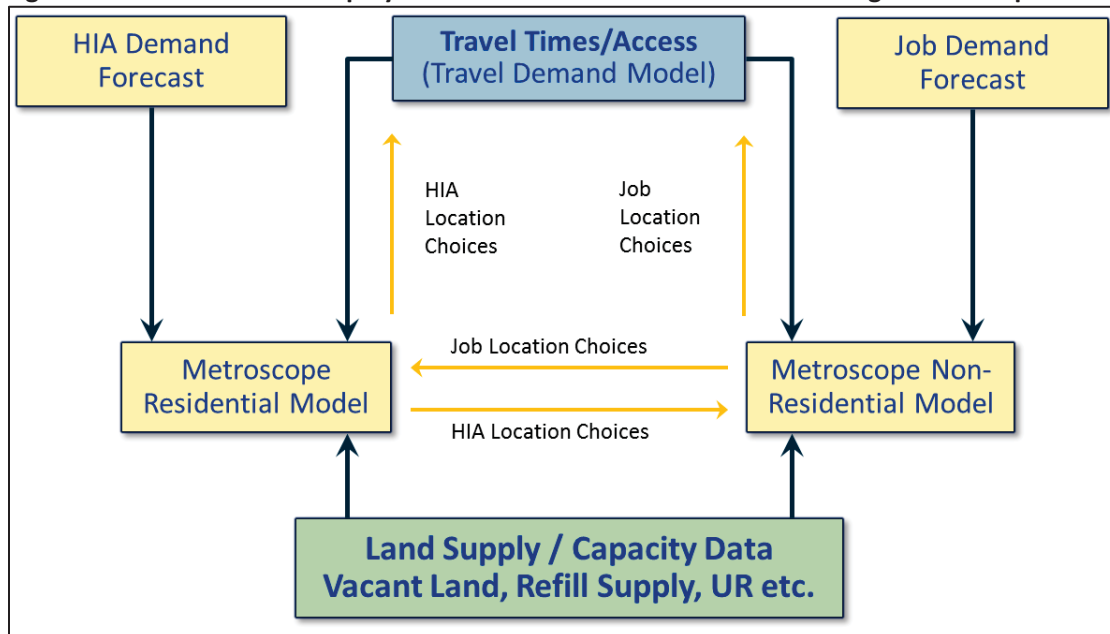 HIA Demand
Forecast
Travel Times/Access
(Travel Demand Model)
Job Demand
Forecast
HIA
Location
Choices
Job
Location
Choices
Job Location Choices
Metroscope
Residential Model
Metroscope Non-
Residential Model
HIA Location Choices
Land Supply / Capacity Data
Vacant Land, Refill Supply, UR etc.